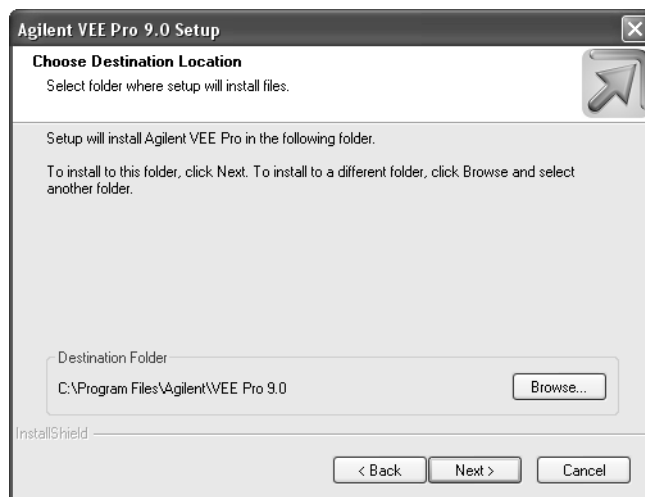 Agilent VEE Pro 9.0 Setup
Choose Destination Location
Select folder where setup will install files.
Setup will install Agilent VEE Pro in the following folder.
To install to this folder, click Next. To install to a different folder, click Browse and select
another folder.
Destination Folder
C:\Program Files\Agilent\VEE Pro 9.0
Browse...
InstallShield
< Back
Next >
Cancel